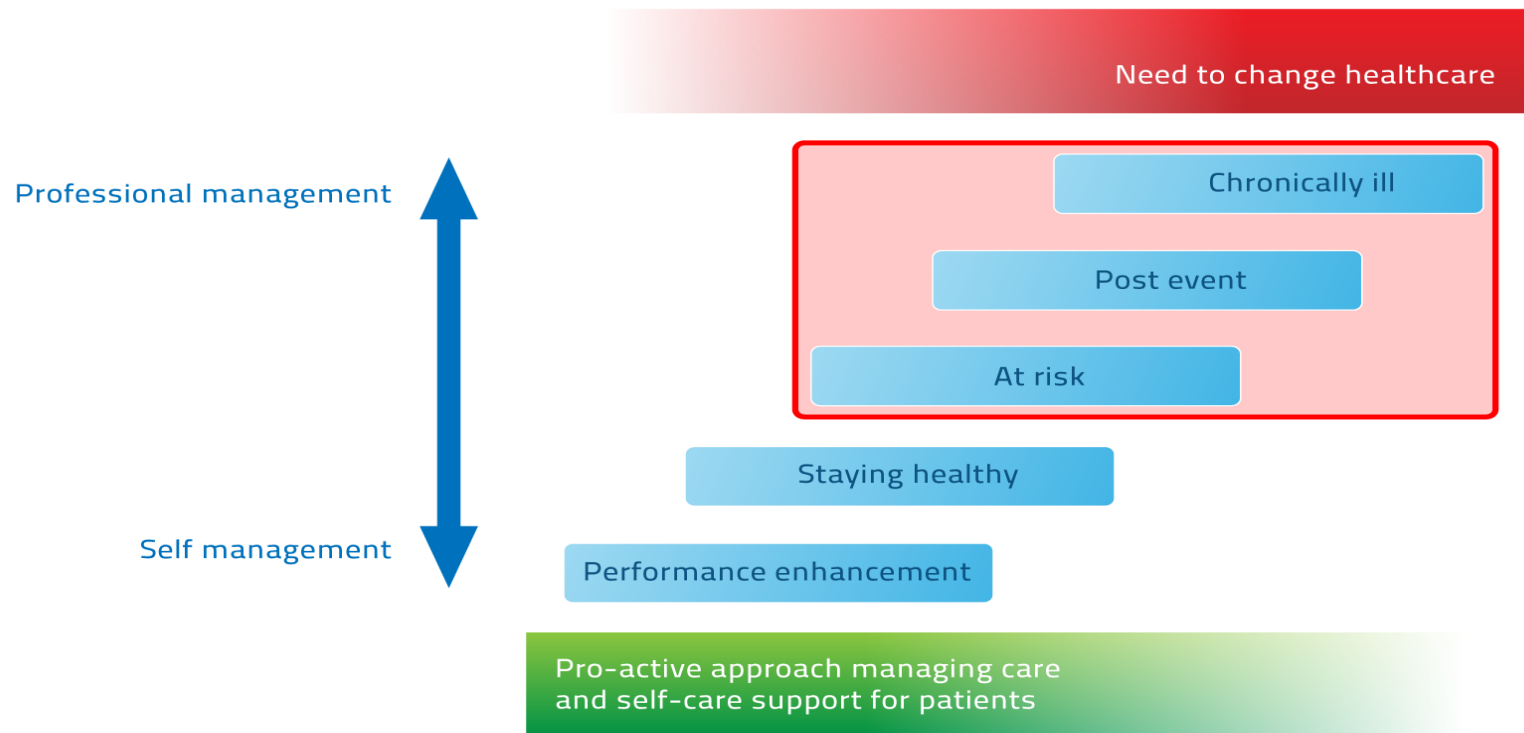 Need to change healthcare
Professional management
Chronically ill
Post event
At risk
Staying healthy
Self management
Performance enhancement
Pro-active approach managing care
and self-care support for patients